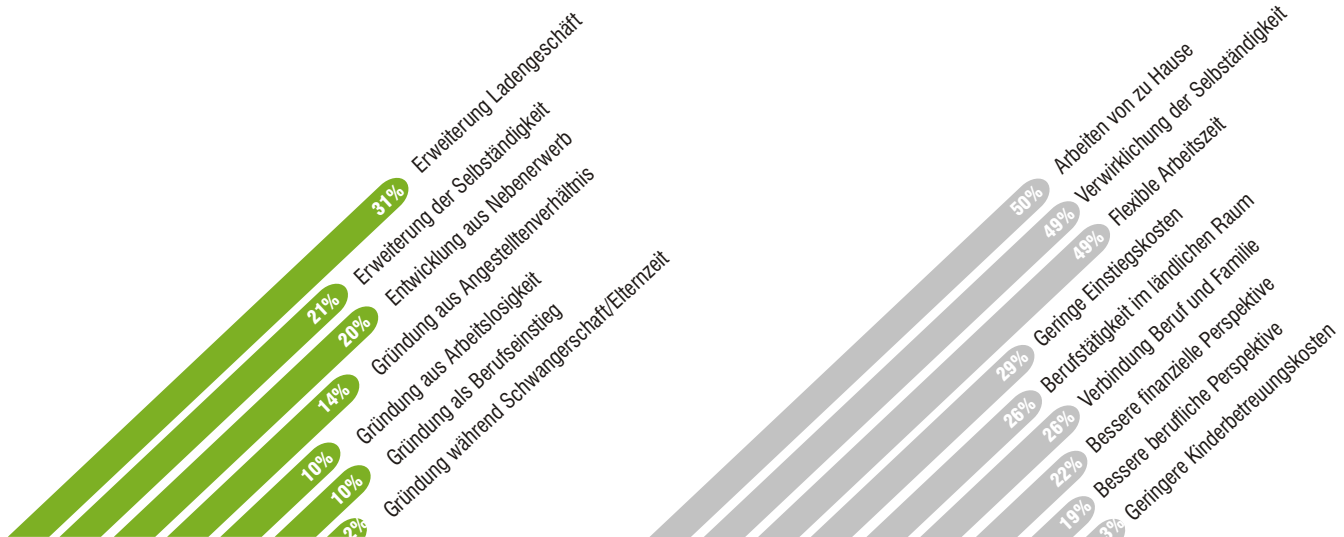 31% Erweiterung Ladengeschäft
21% Erweiterung der Selbständigkeit
20% Entwicklung aus Nebenerwerb
14% Gründung aus Angestelltenverhältnis
10% Gründung aus Arbeitslosigkeit
10% Gründung als Berufseinstieg
2% Gründung während Schwangerschaft/Elternzeit
50% Arbeiten von zu Hause
49% Verwirklichung der Selbständigkeit
49% Flexible Arbeitszeit
29% Geringe Einstiegskosten
26% Berufstätigkeit im ländlichen Raum
26% Verbindung Beruf und Familie
22% Bessere finanzielle Perspektive
19% Bessere berufliche Perspektive
3% Geringere Kinderbetreuungskosten